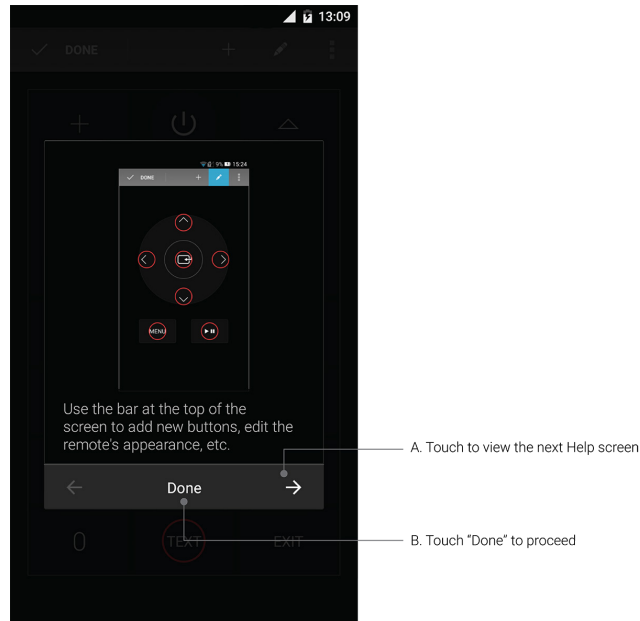 13:09
DONE
+
0
9% 15:24
DONE
MENU
Use the bar at the top of the
screen to add new buttons, edit the
remote's appearance, etc.
A. Touch to view the next Help screen
Done
TEXT
EXIT
B. Touch “Done” to proceed